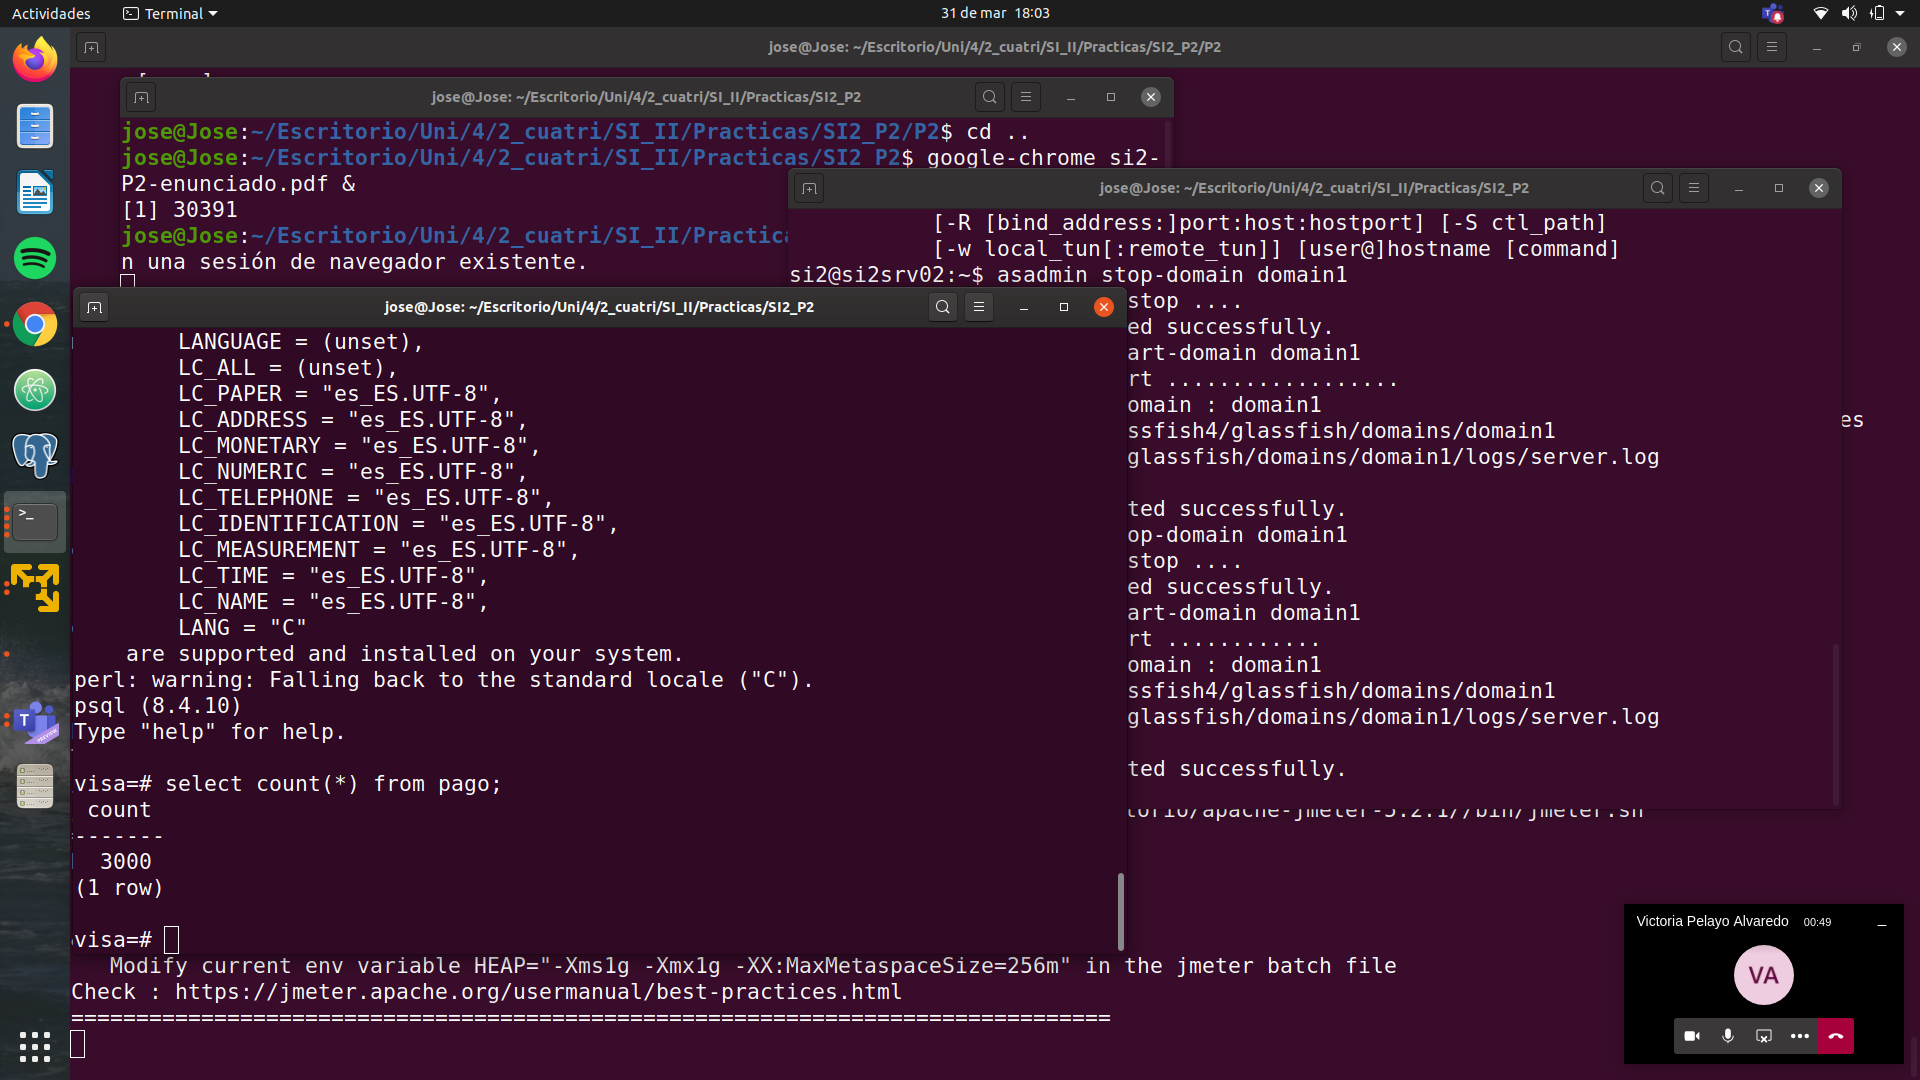 Actividades
Terminal
31 de mar 18:03
T
jose@Jose: ~/Escritorio/Uni/4/2_cuatri/SI_II/Practicas/SI2_P2/P2
jose@Jose: ~/Escritorio/Uni/4/2_cuatri/SI_II/Practicas/SI2_P2
jose@Jose:~/Escritorio/Uni/4/2_cuatri/SI_II/Practicas/SI2_P2/P2$ cd ..
jose@Jose:~/Escritorio/Uni/4/2_cuatri/SI_II/Practicas/SI2_P2$ google-chrome si2-
P2-enunciado.pdf &
[1] 30391
jose@Jose:~/Escritorio/Uni/4/2_cuatri/SI_II/Practica
n una sesión de navegador existente.
jose@Jose: ~/Escritorio/Uni/4/2_cuatri/SI_II/Practicas/SI2_P2
[-R [bind_address:]port:host:hostport] [-S ctl_path]
[-w local_tun[:remote_tun]] [user@]hostname [command]
si2@si2srv02:~$ asadmin stop-domain domain1
stop ....
ed successfully.
art-domain domain1
rt ..................
omain : domain1
ssfish4/glassfish/domains/domain1
glassfish/domains/domain1/logs/server.log
ted successfully.
op-domain domain1
stop ....
ed successfully.
art-domain domain1
rt ............
omain : domain1
ssfish4/glassfish/domains/domain1
glassfish/domains/domain1/logs/server.log
ted successfully.
es
torio/apache-jmeter-5.2.1//bin/jmeter.sh
jose@Jose: ~/Escritorio/Uni/4/2_cuatri/SI_II/Practicas/SI2_P2
LANGUAGE = (unset),
LC_ALL = (unset),
LC_PAPER = "es_ES.UTF-8",
LC_ADDRESS = "es_ES.UTF-8",
LC_MONETARY = "es_ES.UTF-8",
LC_NUMERIC = "es_ES.UTF-8",
LC_TELEPHONE = "es_ES.UTF-8",
LC_IDENTIFICATION = "es_ES.UTF-8",
LC_MEASUREMENT = "es_ES.UTF-8",
LC_TIME = "es_ES.UTF-8",
LC_NAME = "es_ES.UTF-8",
LANG = "C"
are supported and installed on your system.
perl: warning: Falling back to the standard locale ("C").
psql (8.4.10)
Type "help" for help.
visa=# select count(*) from pago;
count
-------
3000
(1 row)
visa=#
Modify current env variable HEAP="-Xms1g -Xmx1g -XX:MaxMetaspaceSize=256m" in the jmeter batch file
Check : https://jmeter.apache.org/usermanual/best-practices.html
================================================================================
Victoria Pelayo Alvaredo 00:49
VA